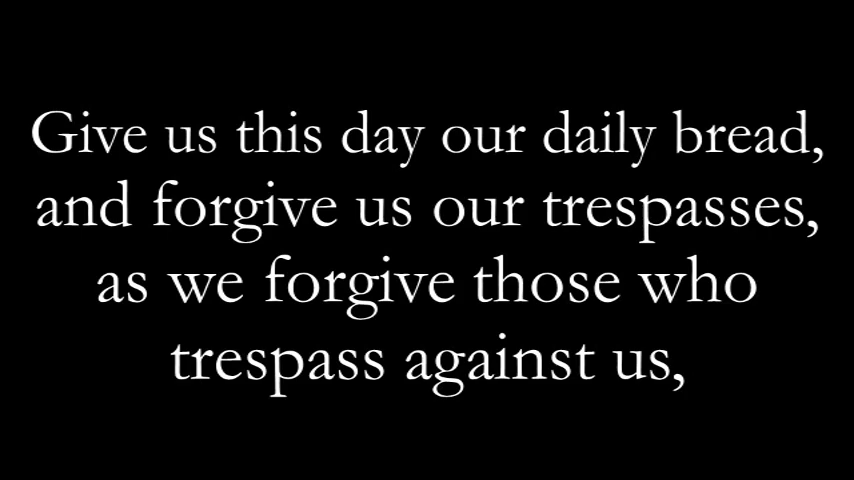 Give us this day our daily bread,
and forgive us our trespasses,
as we forgive those who
trespass against us,